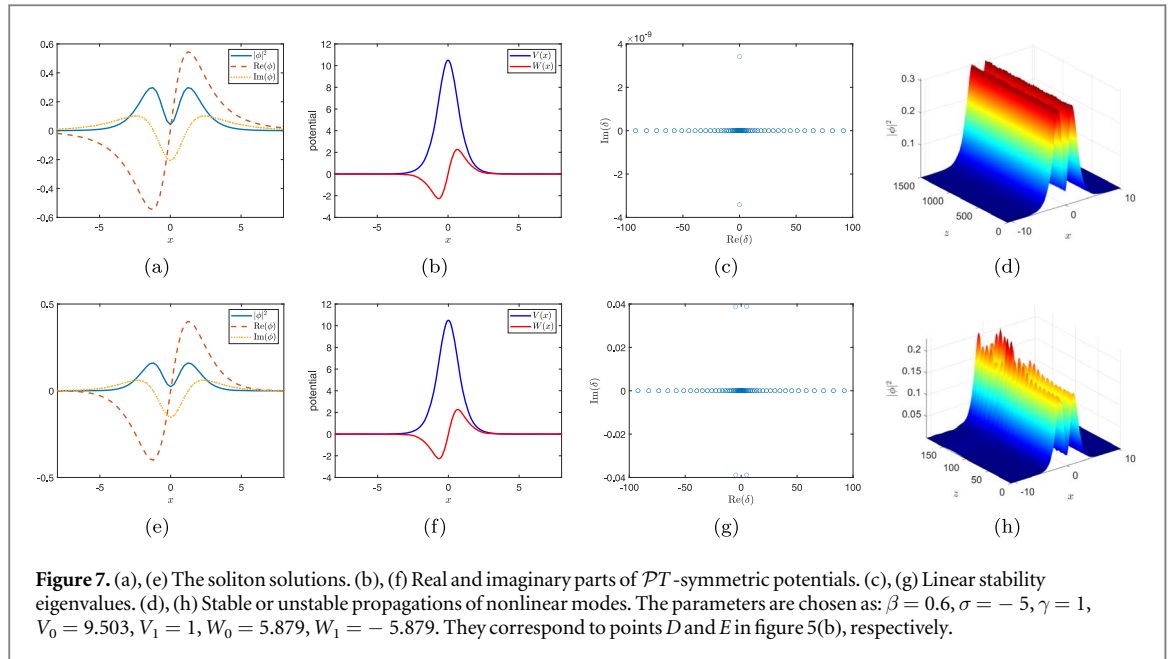 0.6
0.4
0.2
0
-0.2
-0.4
-0.6
-5 0 5
x
|ϕ|²
Re(ϕ)
Im(ϕ)
(a)
12
10
8
6
4
2
0
-2
-4
potential
-5 0 5
x
V(x)
W(x)
(b)
4 ×10⁻⁹
2
0
-2
-4
Im(δ)
-100 -50 0 50 100
Re(δ)
(c)
0.3
0.2
0.1
|ϕ|²
1500
1000
500
0
z
-10
0
10
x
(d)
0.5
0
-0.5
-5 0 5
x
|ϕ|²
Re(ϕ)
Im(ϕ)
(e)
12
10
8
6
4
2
0
-2
-4
potential
-5 0 5
x
V(x)
W(x)
(f)
0.04
0.02
0
-0.02
-0.04
Im(δ)
-100 -50 0 50 100
Re(δ)
(g)
0.2
0.15
0.1
0.05
|ϕ|²
150
100
50
0
z
-10
0
10
x
(h)
Figure 7. (a), (e) The soliton solutions. (b), (f) Real and imaginary parts of 𝒫T-symmetric potentials. (c), (g) Linear stability
eigenvalues. (d), (h) Stable or unstable propagations of nonlinear modes. The parameters are chosen as: β = 0.6, σ = − 5, γ = 1,
V₀ = 9.503, V₁ = 1, W₀ = 5.879, W₁ = − 5.879. They correspond to points D and E in figure 5(b), respectively.